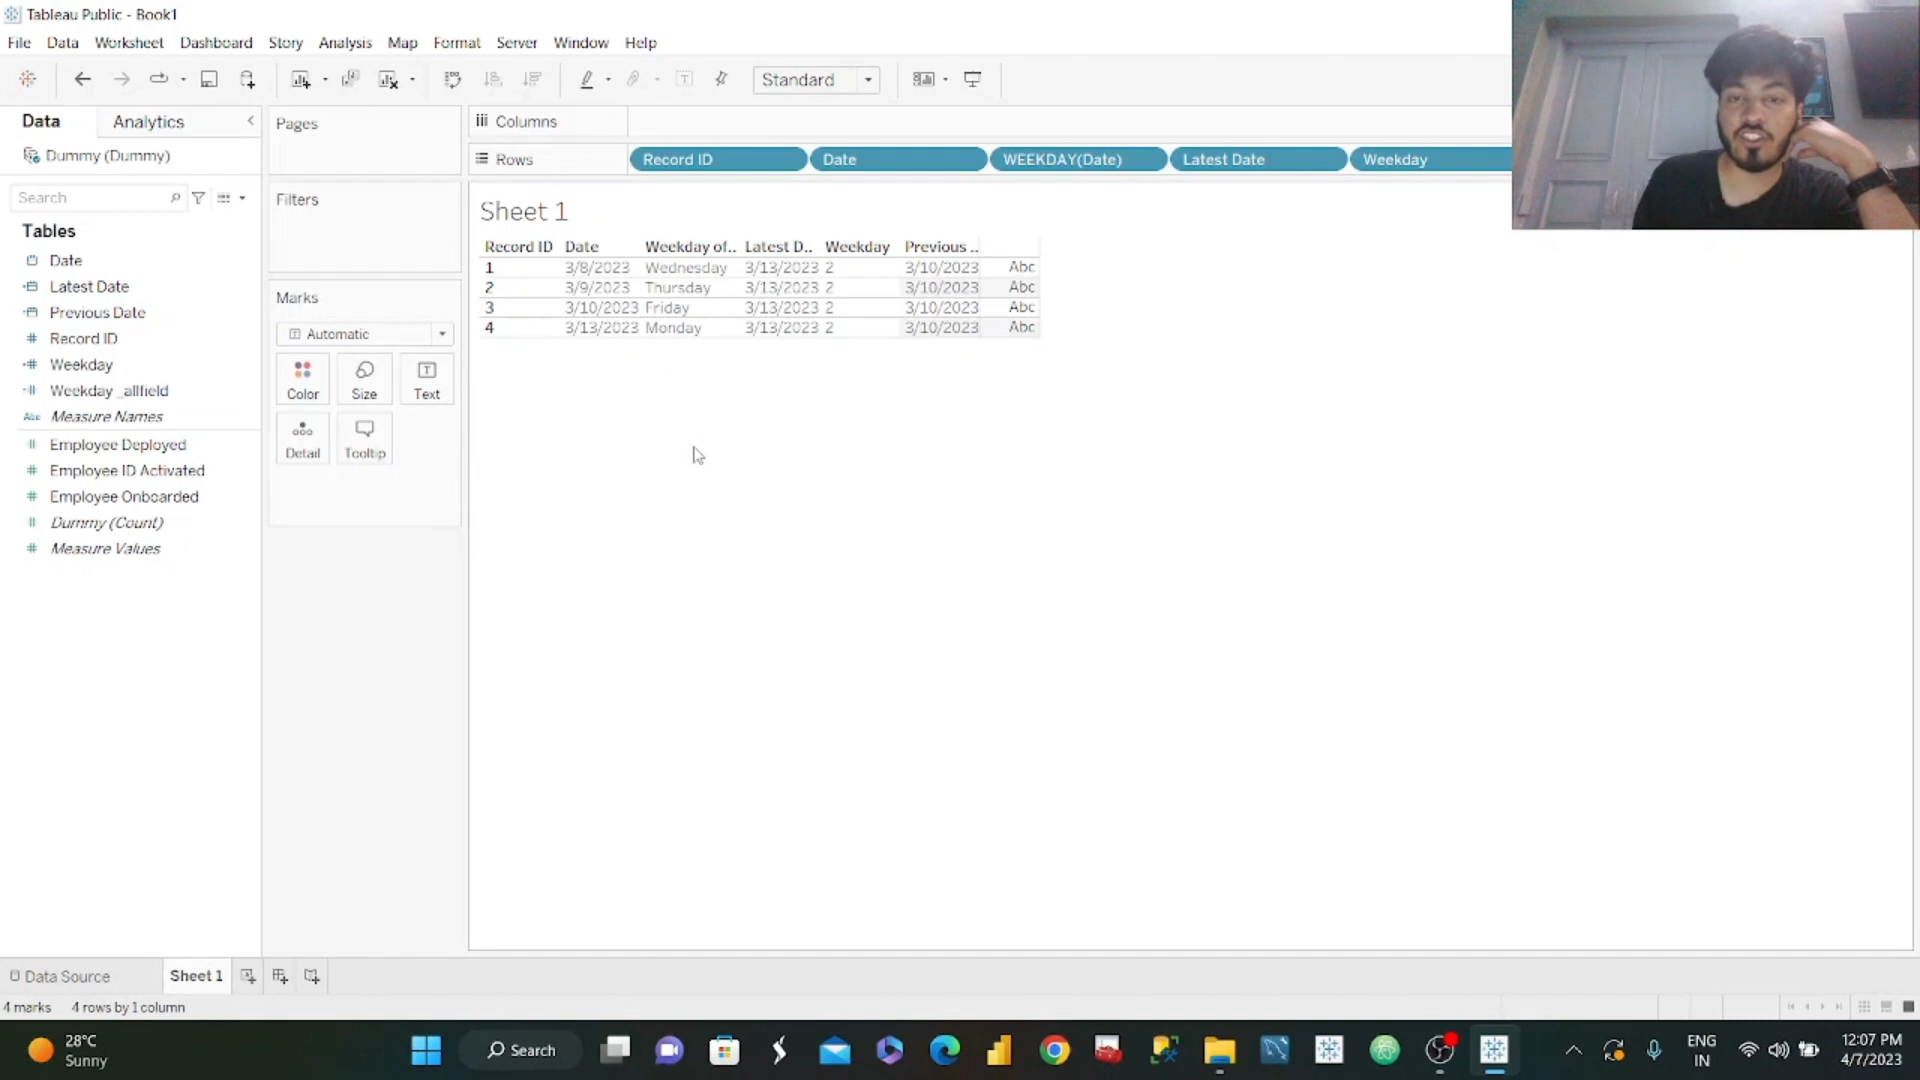 Tableau Public - Book1
File Data Worksheet Dashboard Story Analysis Map Format Server Window Help
Standard
Data Analytics
Pages
Columns
Dummy (Dummy)
Rows Record ID Date WEEKDAY(Date) Latest Date Weekday
Search
Filters
Sheet 1
Tables
Date
Latest Date
Previous Date
Record ID
Weekday
Weekday _allfield
Abc Measure Names
Employee Deployed
Employee ID Activated
Employee Onboarded
Dummy (Count)
Measure Values
Marks
Automatic
Color Size Text
Detail Tooltip
Record ID Date Weekday of.. Latest D.. Weekday Previous ..
1 3/8/2023 Wednesday 3/13/2023 2 3/10/2023 Abc
2 3/9/2023 Thursday 3/13/2023 2 3/10/2023 Abc
3 3/10/2023 Friday 3/13/2023 2 3/10/2023 Abc
4 3/13/2023 Monday 3/13/2023 2 3/10/2023 Abc
Data Source Sheet 1
4 marks 4 rows by 1 column
28°C
Sunny
Search
ENG
IN
12:07 PM
4/7/2023